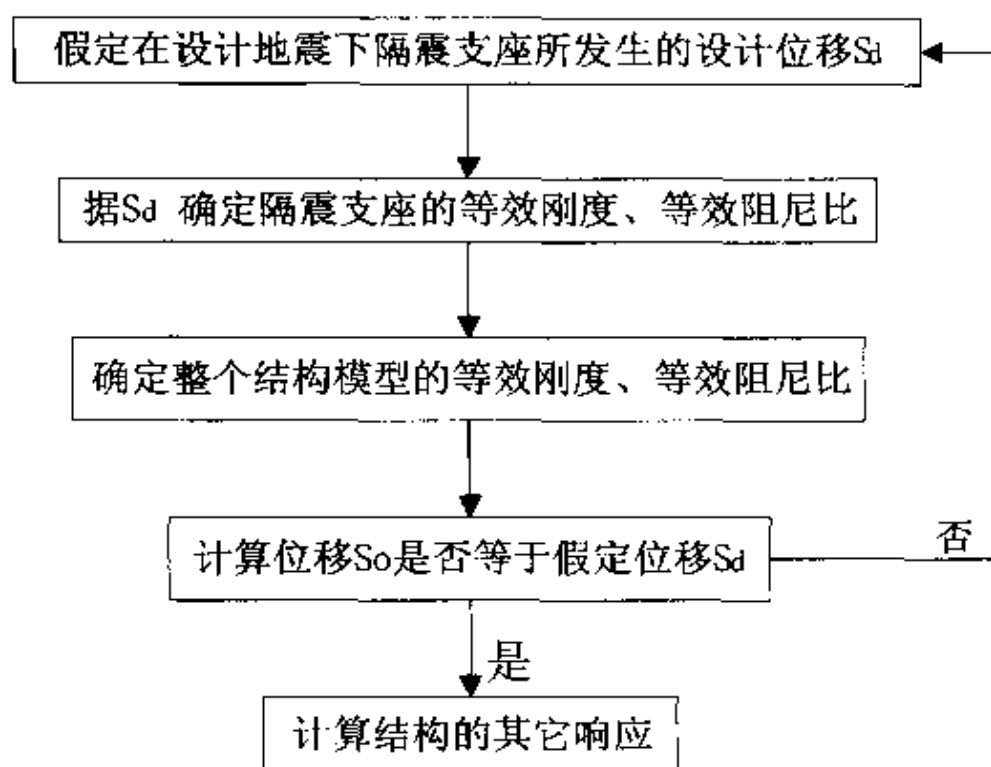 假定在设计地震下隔震支座所发生的设计位移Sd
据Sd 确定隔震支座的等效刚度、等效阻尼比
确定整个结构模型的等效刚度、等效阻尼比
计算位移So是否等于假定位移Sd
否
是
计算结构的其它响应